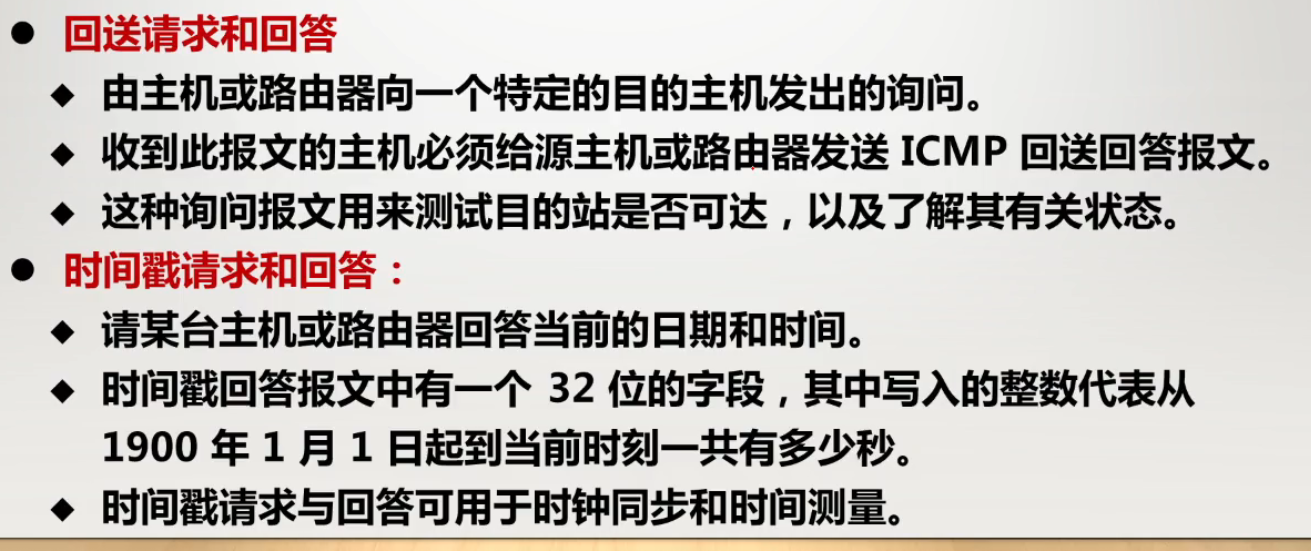 ● 回送请求和回答
◆ 由主机或路由器向一个特定的目的主机发出的询问。
◆ 收到此报文的主机必须给源主机或路由器发送 ICMP 回送回答报文。
◆ 这种询问报文用来测试目的站是否可达，以及了解其有关状态。
● 时间戳请求和回答：
◆ 请某台主机或路由器回答当前的日期和时间。
◆ 时间戳回答报文中有一个 32 位的字段，其中写入的整数代表从
1900 年 1 月 1 日起到当前时刻一共有多少秒。
◆ 时间戳请求与回答可用于时钟同步和时间测量。